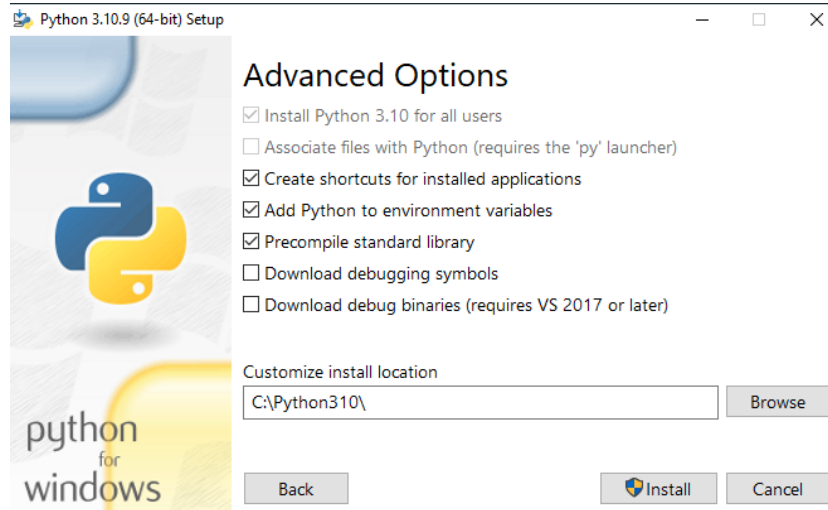 Python 3.10.9 (64-bit) Setup
Advanced Options
Install Python 3.10 for all users
Associate files with Python (requires the 'py' launcher)
Create shortcuts for installed applications
Add Python to environment variables
Precompile standard library
Download debugging symbols
Download debug binaries (requires VS 2017 or later)
Customize install location
C:\Python310\
Browse
python
for
windows
Back
Install
Cancel